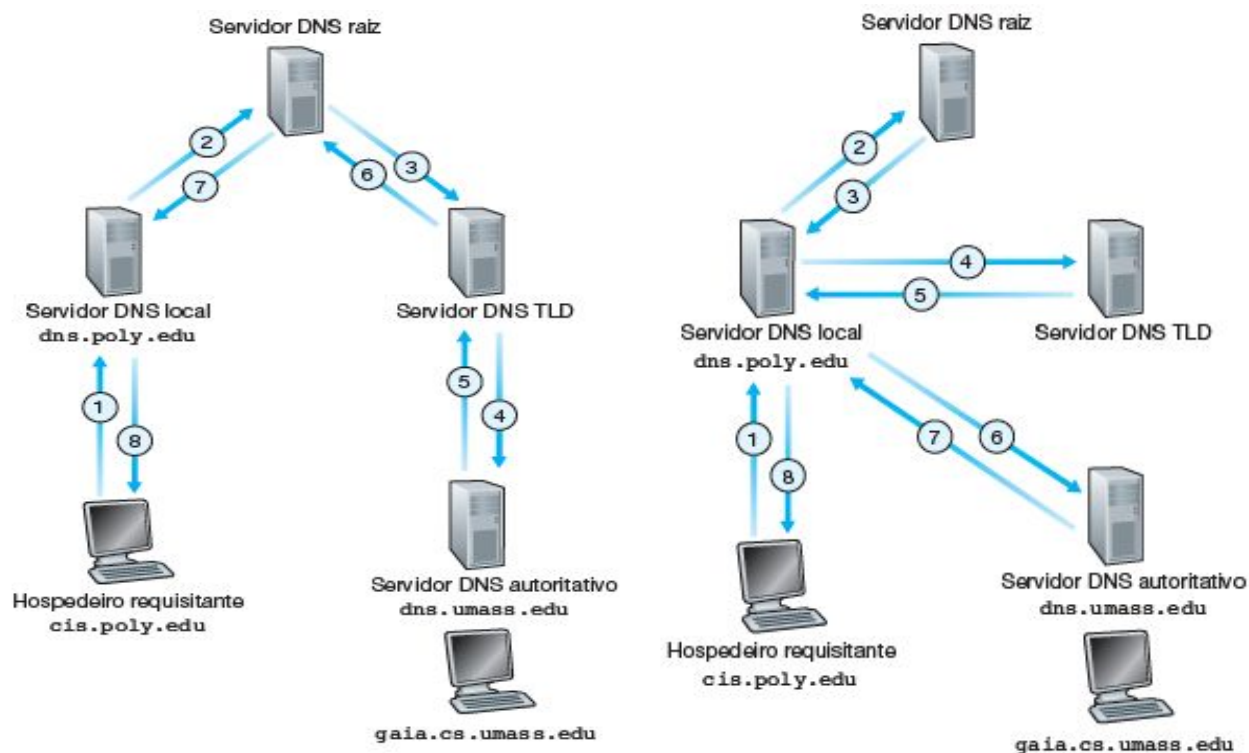 Servidor DNS raiz
2
7
6
3
Servidor DNS local
dns.poly.edu
Servidor DNS TLD
1
8
5
4
Hospedeiro requisitante
cis.poly.edu
Servidor DNS autoritativo
dns.umass.edu
gaia.cs.umass.edu
Servidor DNS raiz
2
3
4
5
Servidor DNS local
dns.poly.edu
Servidor DNS TLD
1
8
7
6
Hospedeiro requisitante
cis.poly.edu
Servidor DNS autoritativo
dns.umass.edu
gaia.cs.umass.edu